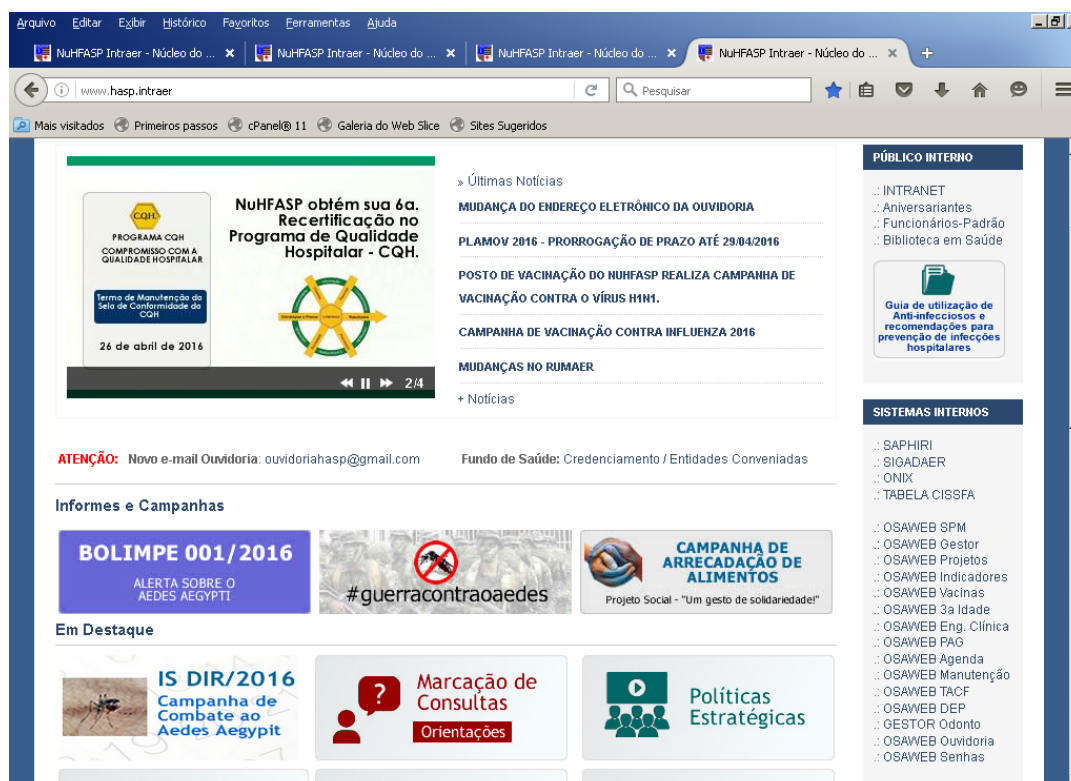 Arquivo Editar Exibir Histórico Favoritos Ferramentas Ajuda
NuHFASP Intraer - Núcleo do ... NuHFASP Intraer - Núcleo do ... NuHFASP Intraer - Núcleo do ... NuHFASP Intraer - Núcleo do ...
www.hasp.intraer Pesquisar
Mais visitados Primeiros passos cPanel® 11 Galeria do Web Slice Sites Sugeridos
CQH
PROGRAMA CQH
COMPROMISSO COM A
QUALIDADE HOSPITALAR
Termo de Manutenção do
Selo de Conformidade do
CQH
26 de abril de 2016
NuHFASP obtém sua 6a.
Recertificação no
Programa de Qualidade
Hospitalar - CQH.
2/4
» Últimas Notícias
MUDANÇA DO ENDEREÇO ELETRÔNICO DA OUVIDORIA
PLAMOV 2016 - PRORROGAÇÃO DE PRAZO ATÉ 29/04/2016
POSTO DE VACINAÇÃO DO NUHFASP REALIZA CAMPANHA DE
VACINAÇÃO CONTRA O VÍRUS H1N1.
CAMPANHA DE VACINAÇÃO CONTRA INFLUENZA 2016
MUDANÇAS NO RUMAER
+ Notícias
ATENÇÃO: Novo e-mail Ouvidoria: ouvidoriahasp@gmail.com
Fundo de Saúde: Credenciamento / Entidades Conveniadas
Informes e Campanhas
BOLIMPE 001/2016
ALERTA SOBRE O
AEDES AEGYPTI
#guerracontraoaedes
CAMPANHA DE
ARRECADAÇÃO DE
ALIMENTOS
Projeto Social - "Um gesto de solidariedade!"
Em Destaque
IS DIR/2016
Campanha de
Combate ao
Aedes Aegypit
?
Marcação de
Consultas
Orientações
Políticas
Estratégicas
PÚBLICO INTERNO
.: INTRANET
.: Aniversariantes
.: Funcionários-Padrão
.: Biblioteca em Saúde
Guia de utilização de
Anti-infecciosos e
recomendações para
prevenção de infecções
hospitalares
SISTEMAS INTERNOS
.: SAPHIRI
.: SIGADAER
.: ONIX
.: TABELA CISSFA
.: OSAWEB SPM
.: OSAWEB Gestor
.: OSAWEB Projetos
.: OSAWEB Indicadores
.: OSAWEB Vacinas
.: OSAWEB 3a Idade
.: OSAWEB Eng. Clínica
.: OSAWEB PAG
.: OSAWEB Agenda
.: OSAWEB Manutenção
.: OSAWEB TACF
.: OSAWEB DEP
.: GESTOR Odonto
.: OSAWEB Ouvidoria
.: OSAWEB Senhas